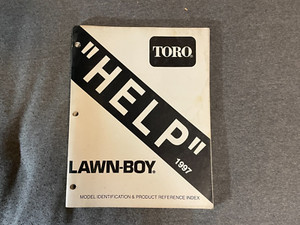 TORO®
"HELP"
1997
LAWN-BOY®
MODEL IDENTIFICATION & PRODUCT REFERENCE INDEX